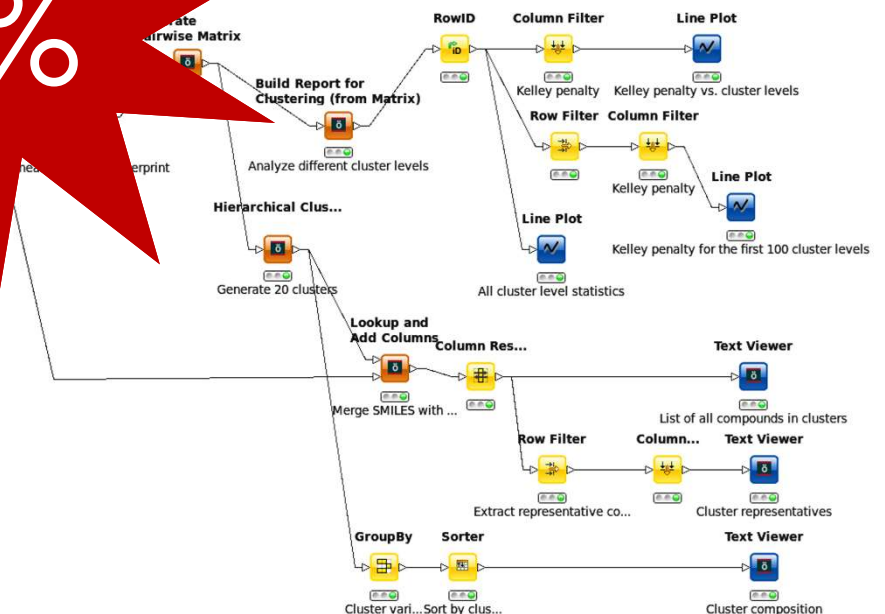 %
Pairwise Matrix
Build Report for
Clustering (from Matrix)
Analyze different cluster levels
RowID
Column Filter
Kelley penalty
Line Plot
Kelley penalty vs. cluster levels
Row Filter
Column Filter
Kelley penalty
Line Plot
Kelley penalty for the first 100 cluster levels
Line Plot
All cluster level statistics
Hierarchical Clus...
Generate 20 clusters
Lookup and
Add Columns
Merge SMILES with ...
Column Res...
Text Viewer
List of all compounds in clusters
Row Filter
Extract representative co...
Column...
Text Viewer
Cluster representatives
GroupBy
Cluster vari...
Sorter
Sort by clus...
Text Viewer
Cluster composition